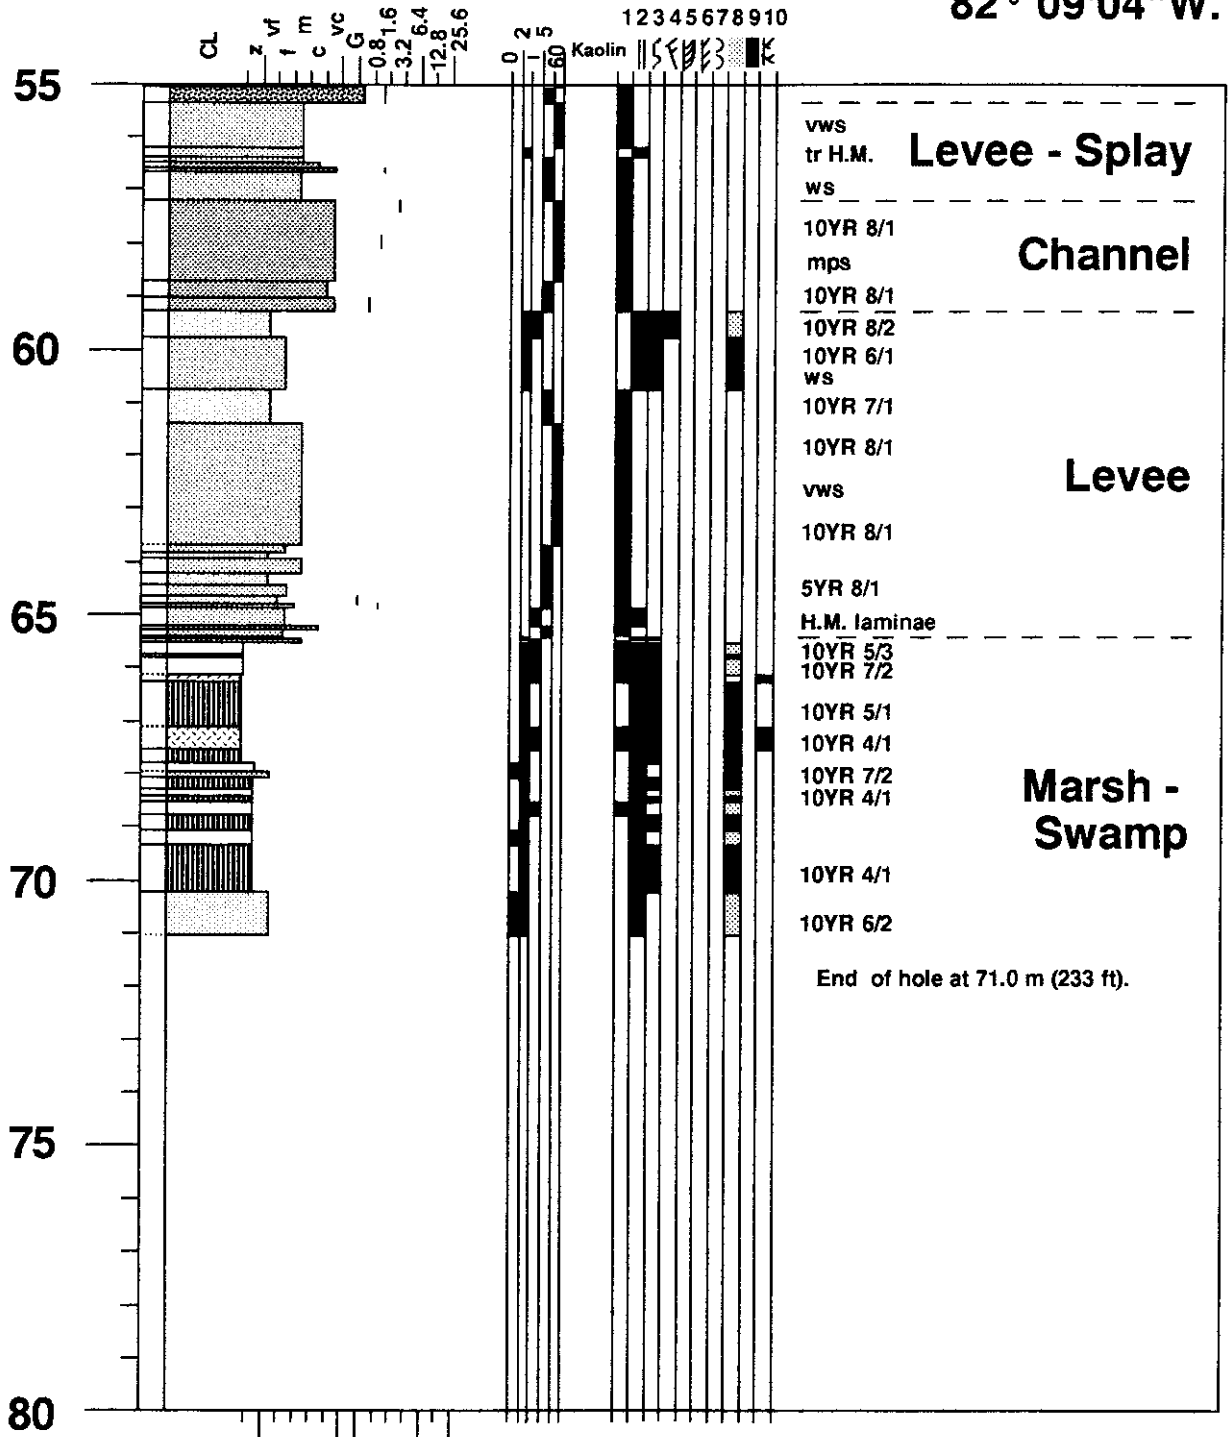 82° 09'04" W.
CL z vf f m c vc G 0.8 1.6 3.2 6.4 12.8 25.6
0 2 1 5 60 Kaolin 1 2 3 4 5 6 7 8 9 10
55
vws
tr H.M.
Levee - Splay
ws
10YR 8/1
Channel
mps
10YR 8/1
10YR 8/2
60
10YR 6/1
ws
10YR 7/1
10YR 8/1
Levee
vws
10YR 8/1
5YR 8/1
65
H.M. laminae
10YR 5/3
10YR 7/2
10YR 5/1
10YR 4/1
10YR 7/2
Marsh -
10YR 4/1
Swamp
70
10YR 4/1
10YR 6/2
End of hole at 71.0 m (233 ft).
75
80